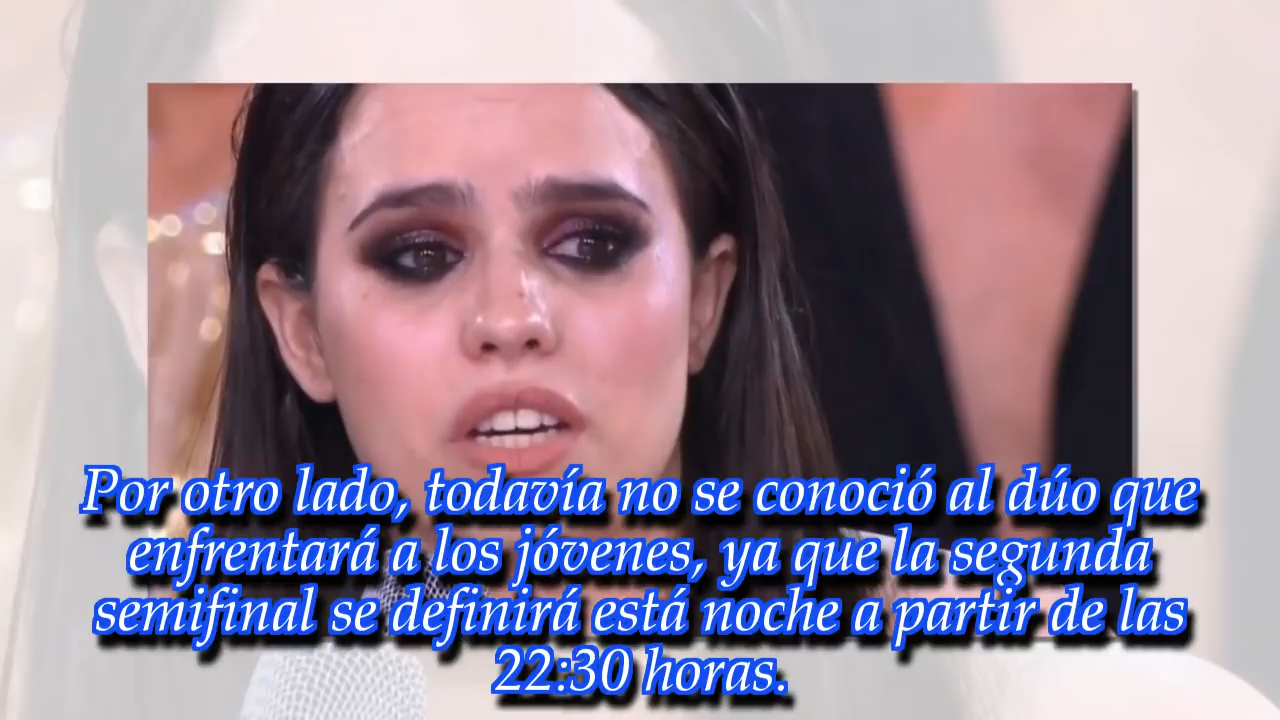 Por otro lado, todavía no se conoció al dúo que
enfrentará a los jóvenes, ya que la segunda
semifinal se definirá está noche a partir de las
22:30 horas.